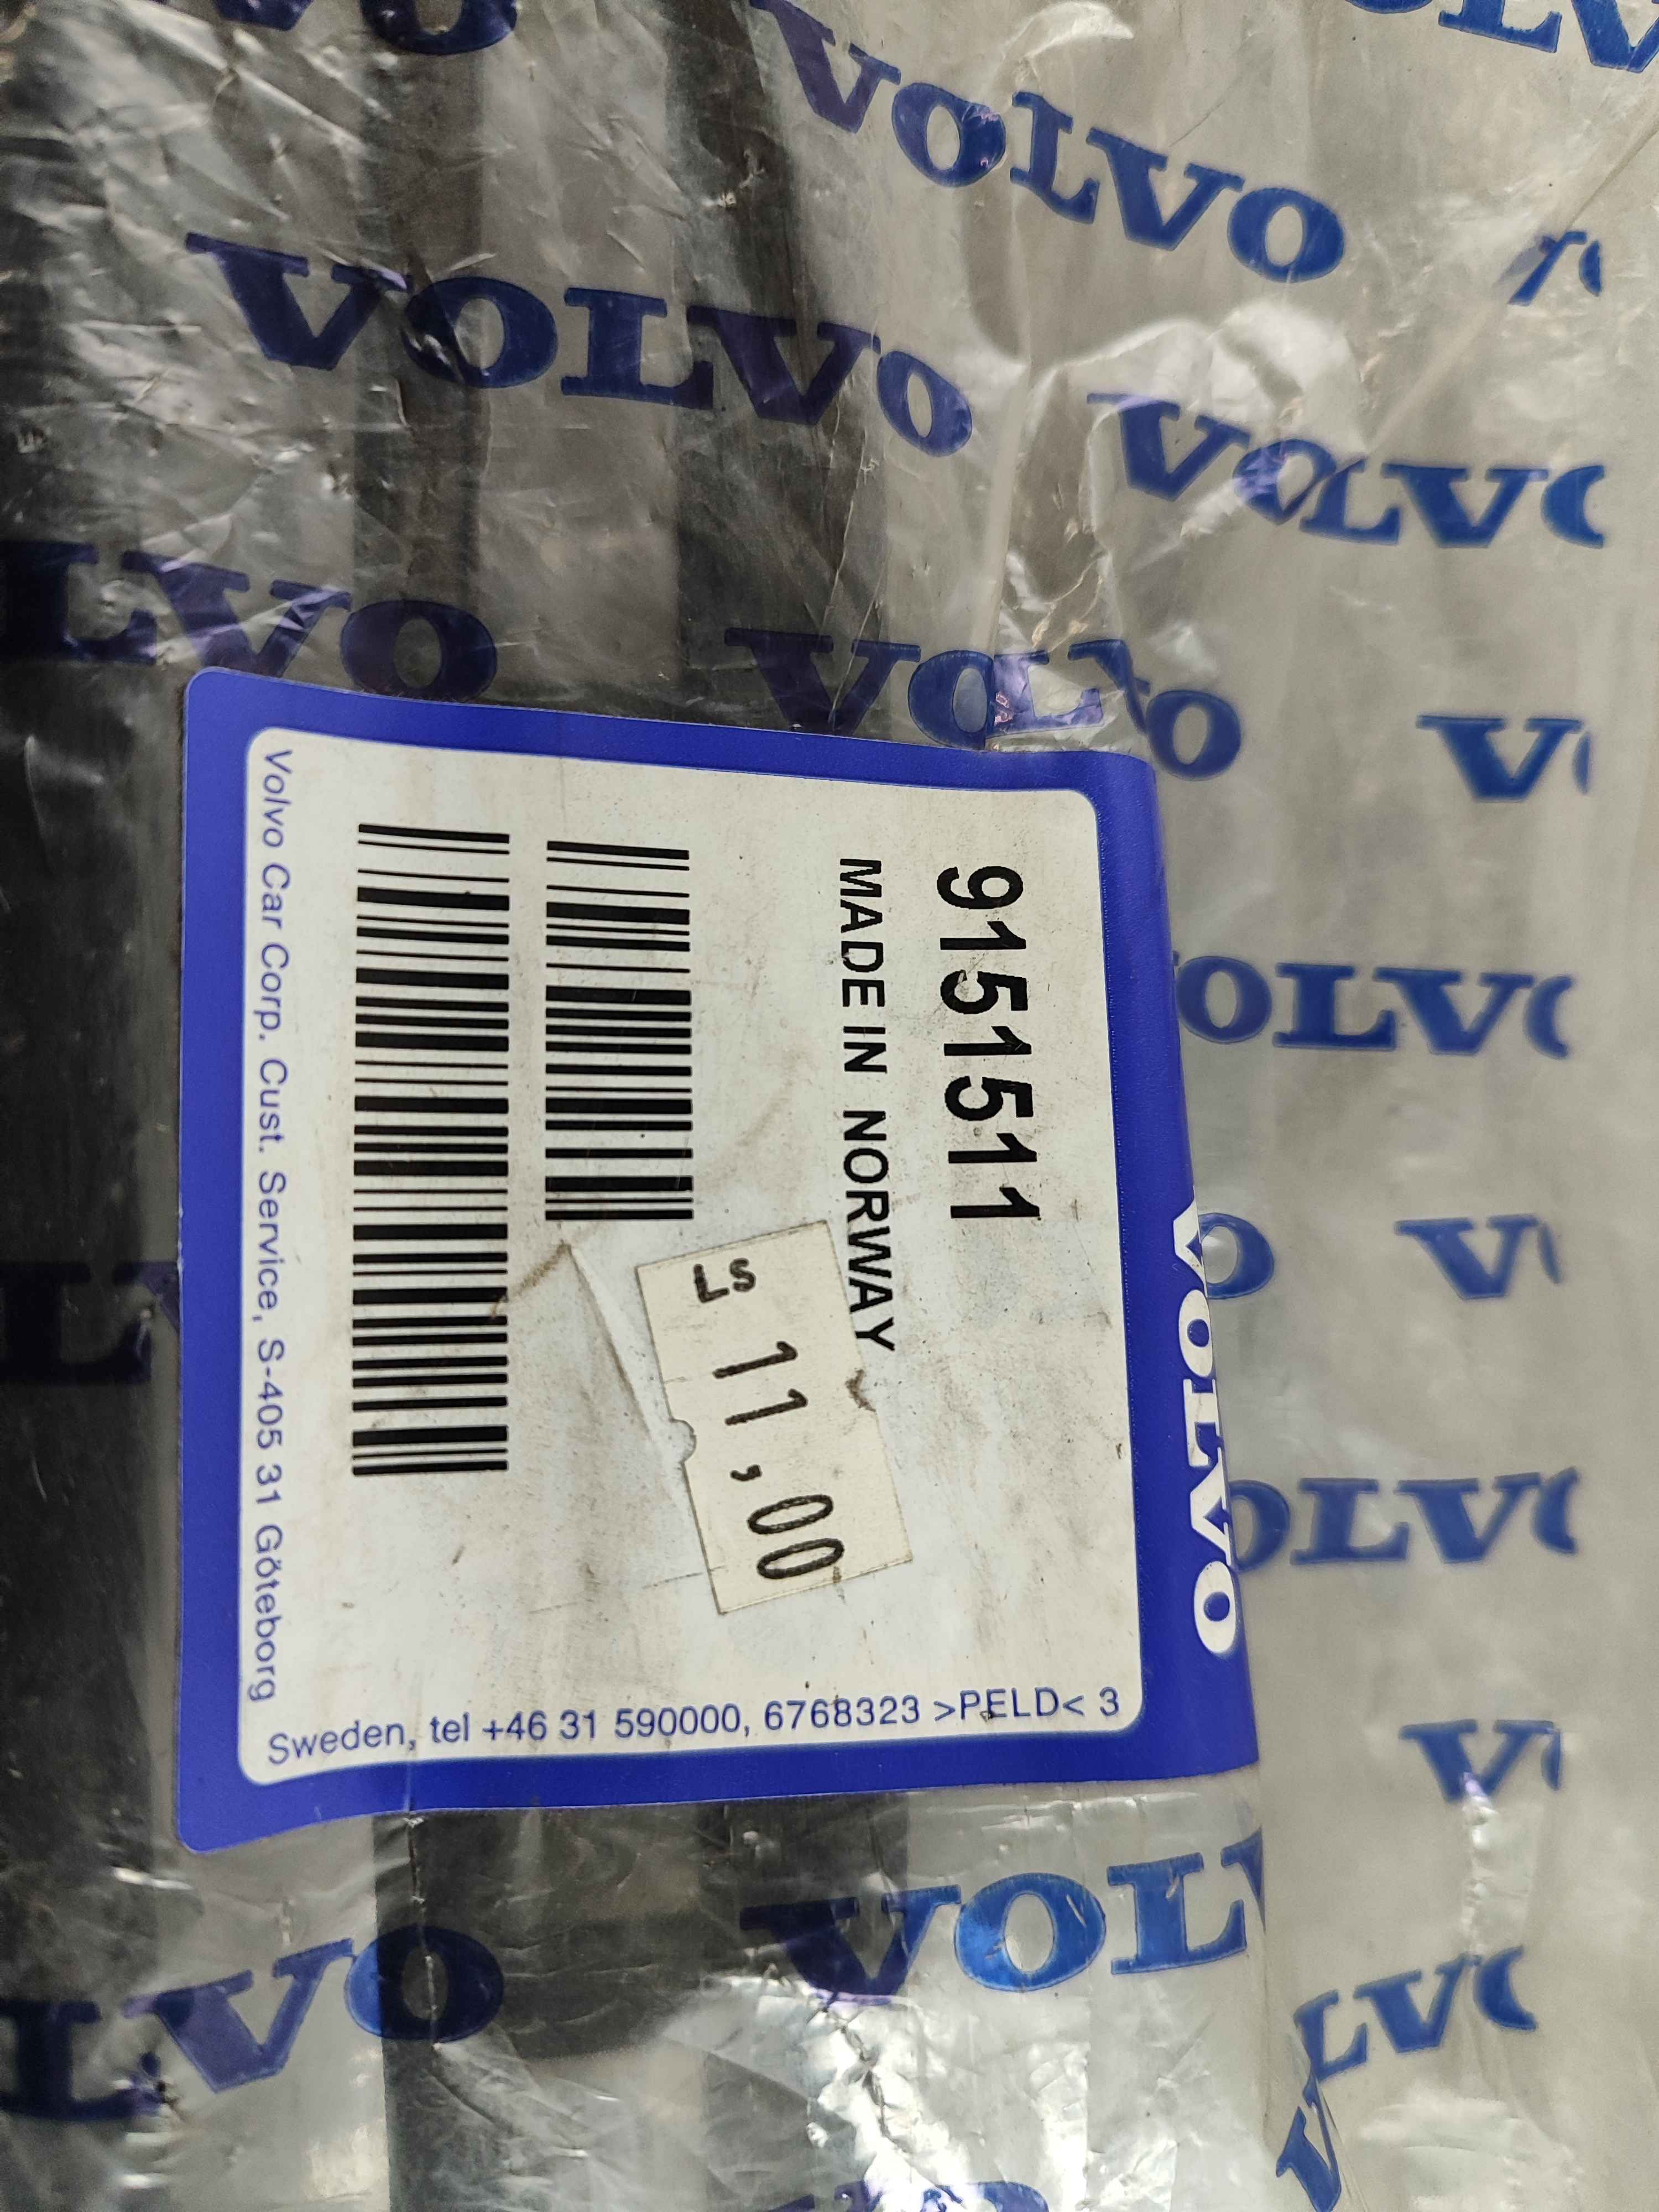 VOLVO
VOLVO
VOLVO
VOLVO
VOLVO
9151511
MADE IN NORWAY
Ls 11,00
Volvo Car Corp. Cust. Service, S-405 31 Göteborg
Sweden, tel +46 31 590000, 6768323 >PELD< 3